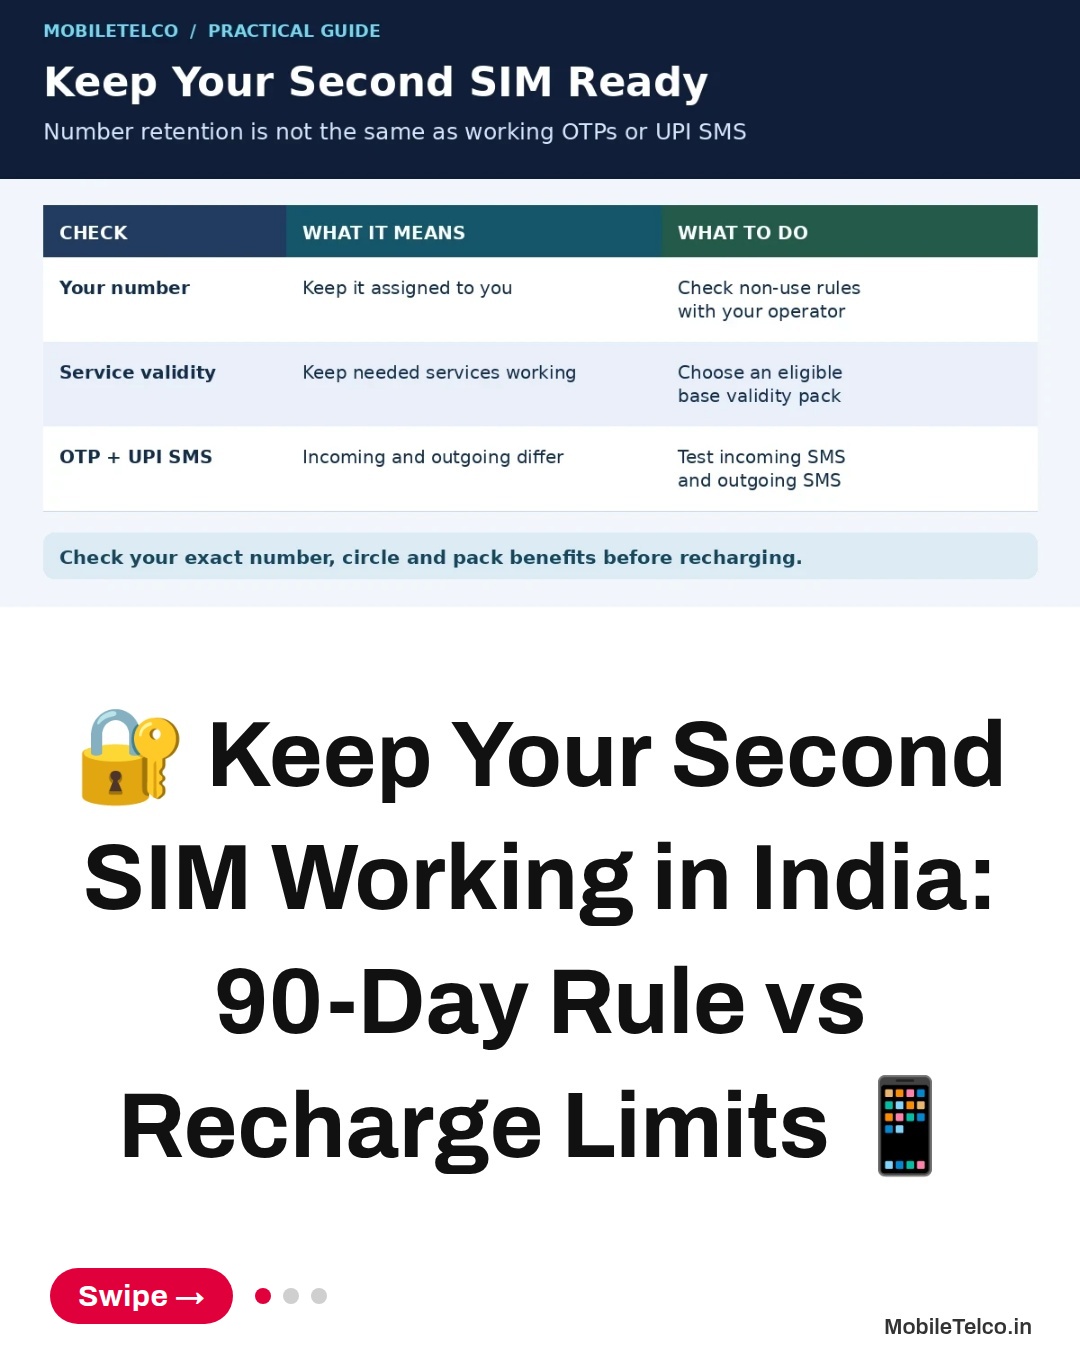 MOBILETELCO / PRACTICAL GUIDE
Keep Your Second SIM Ready
Number retention is not the same as working OTPs or UPI SMS
CHECK WHAT IT MEANS WHAT TO DO
Your number Keep it assigned to you Check non-use rules
with your operator
Service validity Keep needed services working Choose an eligible
base validity pack
OTP + UPI SMS Incoming and outgoing differ Test incoming SMS
and outgoing SMS
Check your exact number, circle and pack benefits before recharging.
🔐 Keep Your Second
SIM Working in India:
90-Day Rule vs
Recharge Limits 📱
Swipe →
MobileTelco.in